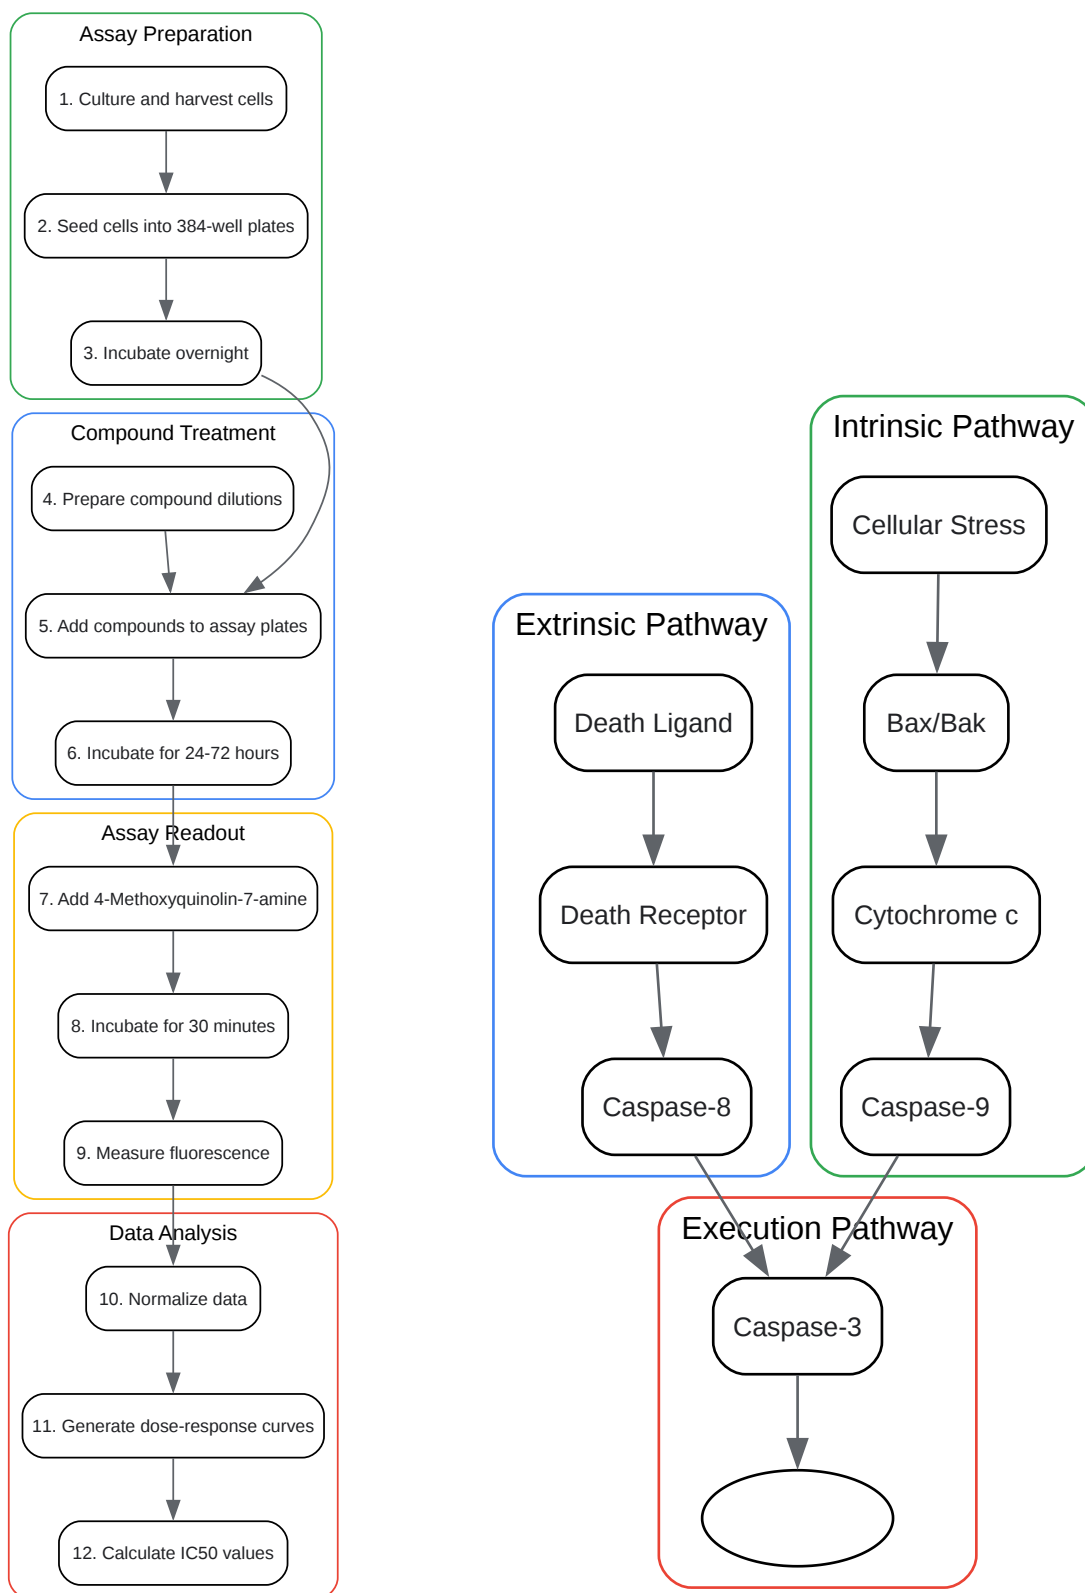 Assay Preparation
1. Culture and harvest cells
2. Seed cells into 384-well plates
3. Incubate overnight
Compound Treatment
4. Prepare compound dilutions
5. Add compounds to assay plates
6. Incubate for 24-72 hours
Assay Readout
7. Add 4-Methoxyquinolin-7-amine
8. Incubate for 30 minutes
9. Measure fluorescence
Data Analysis
10. Normalize data
11. Generate dose-response curves
12. Calculate IC50 values
Extrinsic Pathway
Death Ligand
Death Receptor
Caspase-8
Intrinsic Pathway
Cellular Stress
Bax/Bak
Cytochrome c
Caspase-9
Execution Pathway
Caspase-3